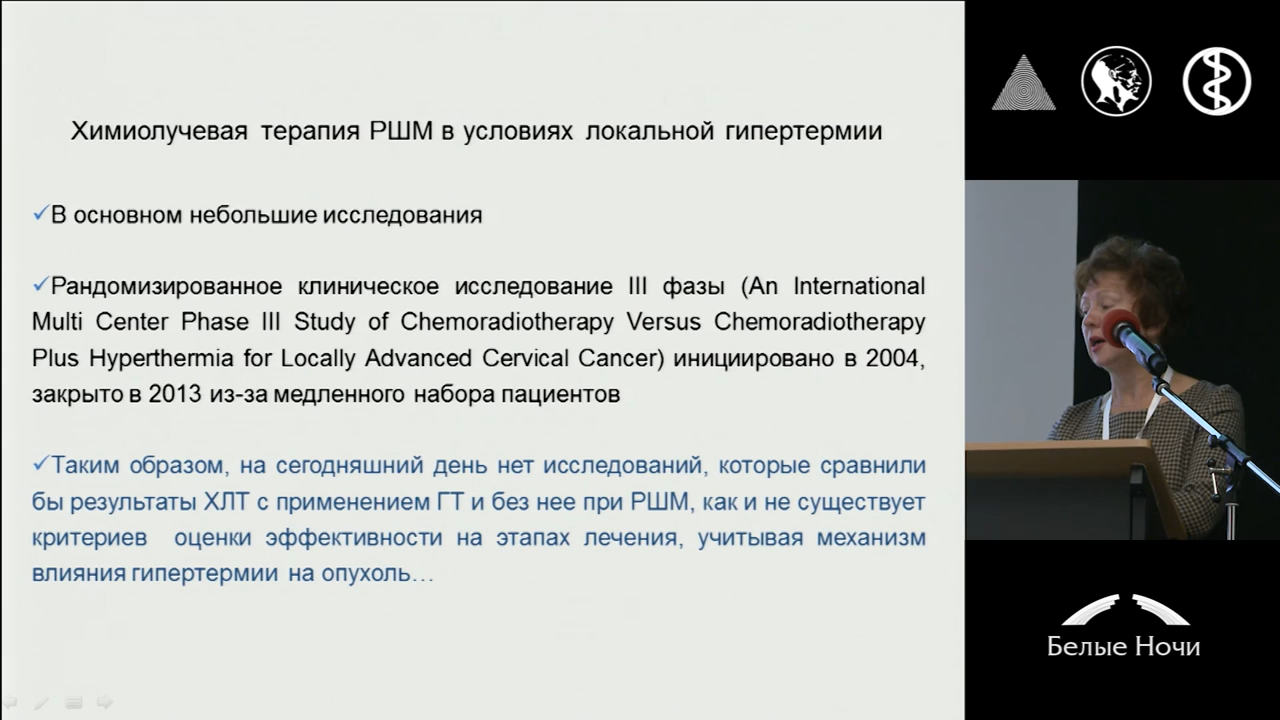 Химиолучевая терапия РШМ в условиях локальной гипертермии
✓В основном небольшие исследования
✓Рандомизированное клиническое исследование III фазы (An International
Multi Center Phase III Study of Chemoradiotherapy Versus Chemoradiotherapy
Plus Hyperthermia for Locally Advanced Cervical Cancer) инициировано в 2004,
закрыто в 2013 из-за медленного набора пациентов
✓Таким образом, на сегодняшний день нет исследований, которые сравнили
бы результаты ХЛТ с применением ГТ и без нее при РШМ, как и не существует
критериев оценки эффективности на этапах лечения, учитывая механизм
влияния гипертермии на опухоль…
Белые Ночи